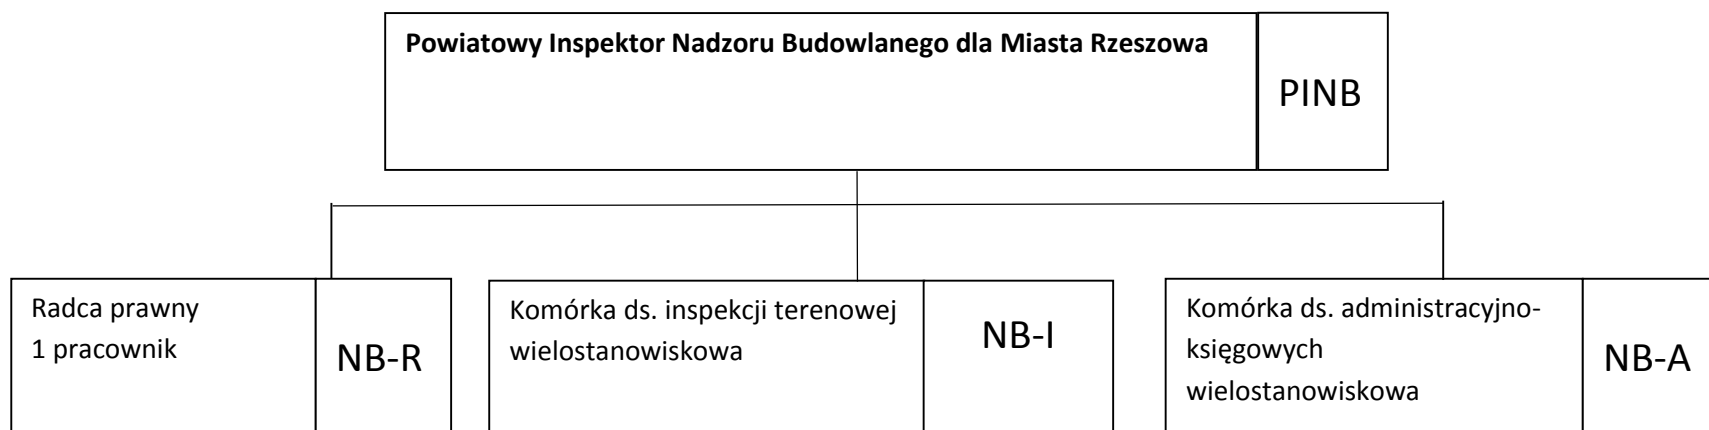 Powiatowy Inspektor Nadzoru Budowlanego dla Miasta Rzeszowa
PINB
Radca prawny
1 pracownik
NB-R
Komórka ds. inspekcji terenowej
wielostanowiskowa
NB-I
Komórka ds. administracyjno-
księgowych
wielostanowiskowa
NB-A